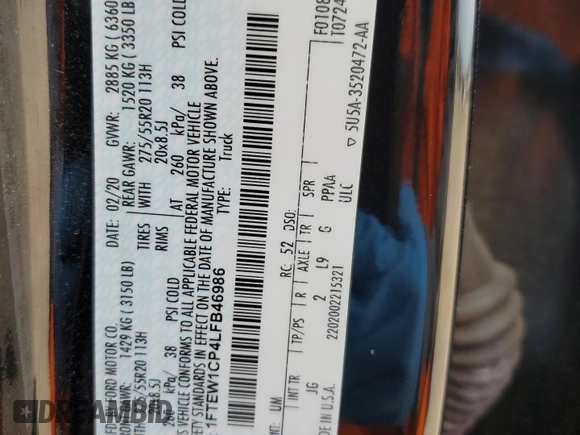 FORD MOTOR CO. DATE: 02/20 GVWR: 2885 KG ( 6360
1429 KG ( 3150 LB) REAR GAWR: 1520 KG ( 3350 LB
275/55R20 113H TIRES WITH 275/55R20 113H
20x8.5J RIMS 20x8.5J
kPa/ 38 PSI COLD AT 260 kPa/ 38 PSI COLD
VEHICLE CONFORMS TO ALL APPLICABLE FEDERAL MOTOR VEHICLE
STANDARDS IN EFFECT ON THE DATE OF MANUFACTURE SHOWN ABOVE.
1FTEW1CP4LFB46986 TYPE: Truck
F0108
T0724
UM RC: 52 DSO:
INT TR TP/PS R AXLE TR SPR
JG 2 L9 G PPAA
2202002215321 ULC
IN U.S.A.
▽ 5U5A-3520472-AA
DREAMBID